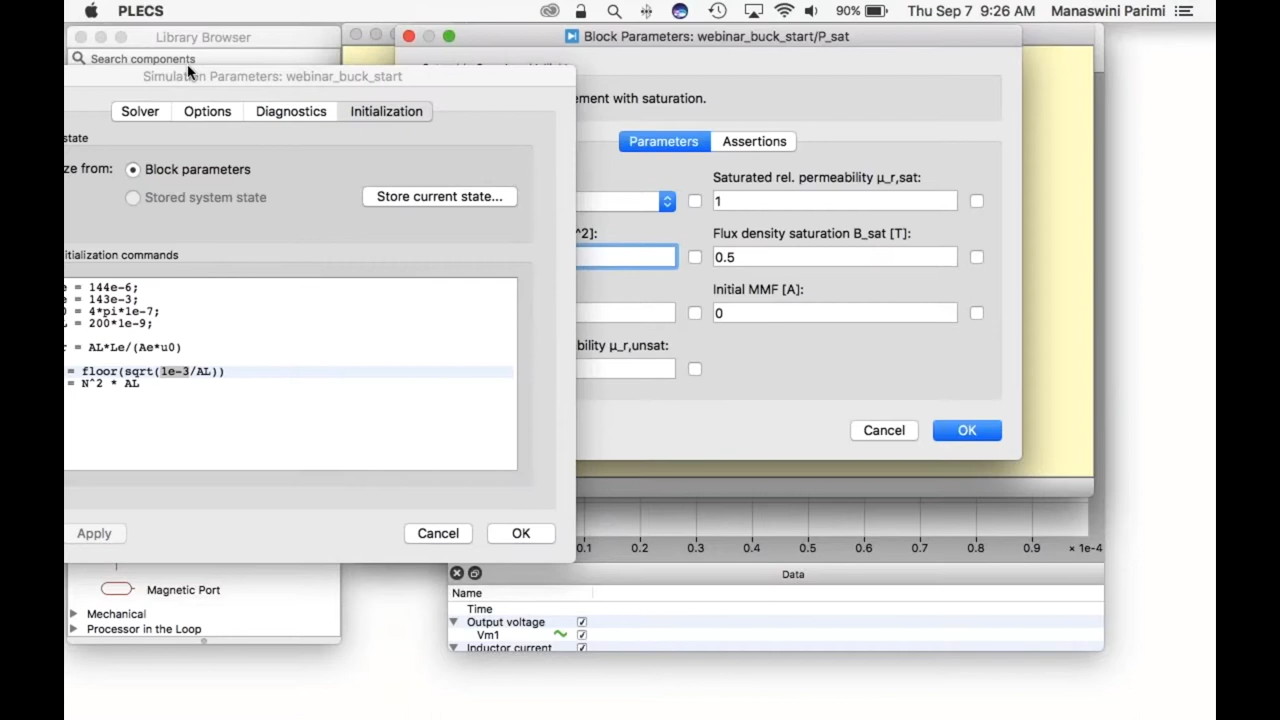 PLECS
90%
Thu Sep 7 9:26 AM
Manaswini Parimi
Library Browser
Search components
Block Parameters: webinar_buck_start/P_sat
Simulation Parameters: webinar_buck_start
ement with saturation.
Solver
Options
Diagnostics
Initialization
state
Parameters
Assertions
ze from:
Block parameters
Stored system state
Store current state...
Saturated rel. permeability μ_r,sat:
1
^2]:
Flux density saturation B_sat [T]:
0.5
itialization commands
e = 144e-6;
e = 143e-3;
0 = 4*pi*1e-7;
L = 200*1e-9;
r = AL*Le/(Ae*u0)
= floor(sqrt(1e-3/AL))
= N^2 * AL
Initial MMF [A]:
0
bility μ_r,unsat:
Cancel
OK
Apply
Cancel
OK
0.1
0.2
0.3
0.4
0.5
0.6
0.7
0.8
0.9
× 1e-4
Magnetic Port
Mechanical
Processor in the Loop
Data
Name
Time
Output voltage
Vm1
Inductor current